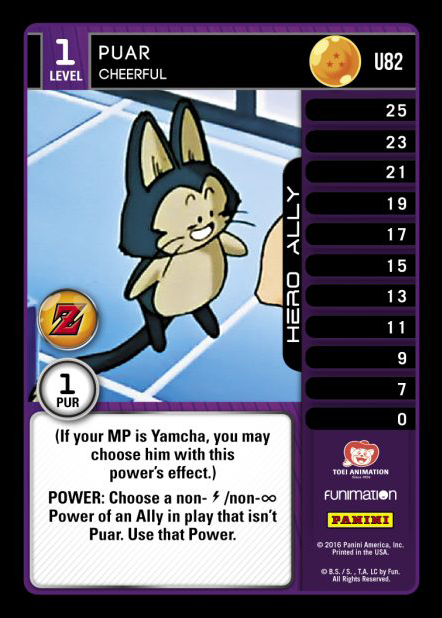 1
LEVEL
PUAR
CHEERFUL
U82
25
23
21
19
17
15
13
11
9
7
0
HERO ALLY
Z
1
PUR
(If your MP is Yamcha, you may
choose him with this
power's effect.)
POWER: Choose a non-⚡/non-∞
Power of an Ally in play that isn't
Puar. Use that Power.
TOEI ANIMATION
Since 1956
FUNIMATION
PANINI
© 2016 Panini America, Inc.
Printed in the USA.
© B.S./ S. , T.A. LC by Fun.
All Rights Reserved.